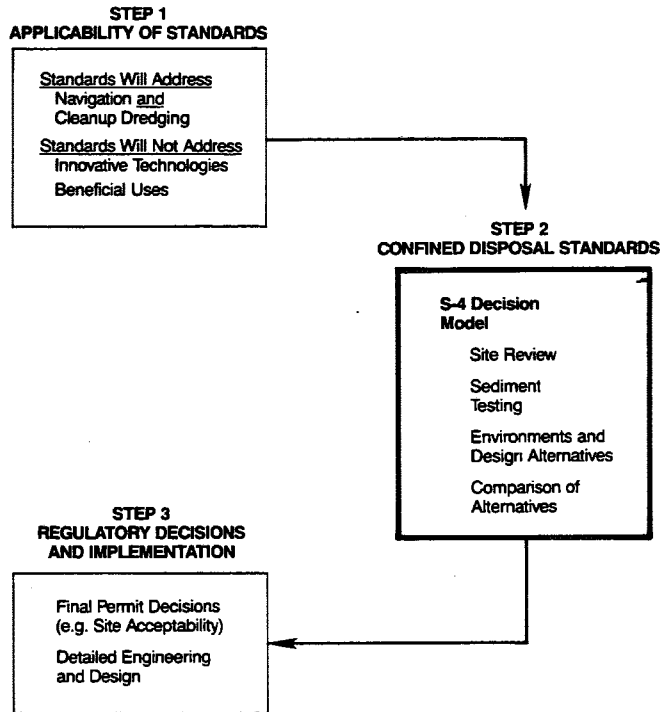 STEP 1
APPLICABILITY OF STANDARDS
Standards Will Address
Navigation and
Cleanup Dredging
Standards Will Not Address
Innovative Technologies
Beneficial Uses
STEP 2
CONFINED DISPOSAL STANDARDS
S-4 Decision
Model
Site Review
Sediment
Testing
Environments and
Design Alternatives
Comparison of
Alternatives
STEP 3
REGULATORY DECISIONS
AND IMPLEMENTATION
Final Permit Decisions
(e.g. Site Acceptability)
Detailed Engineering
and Design